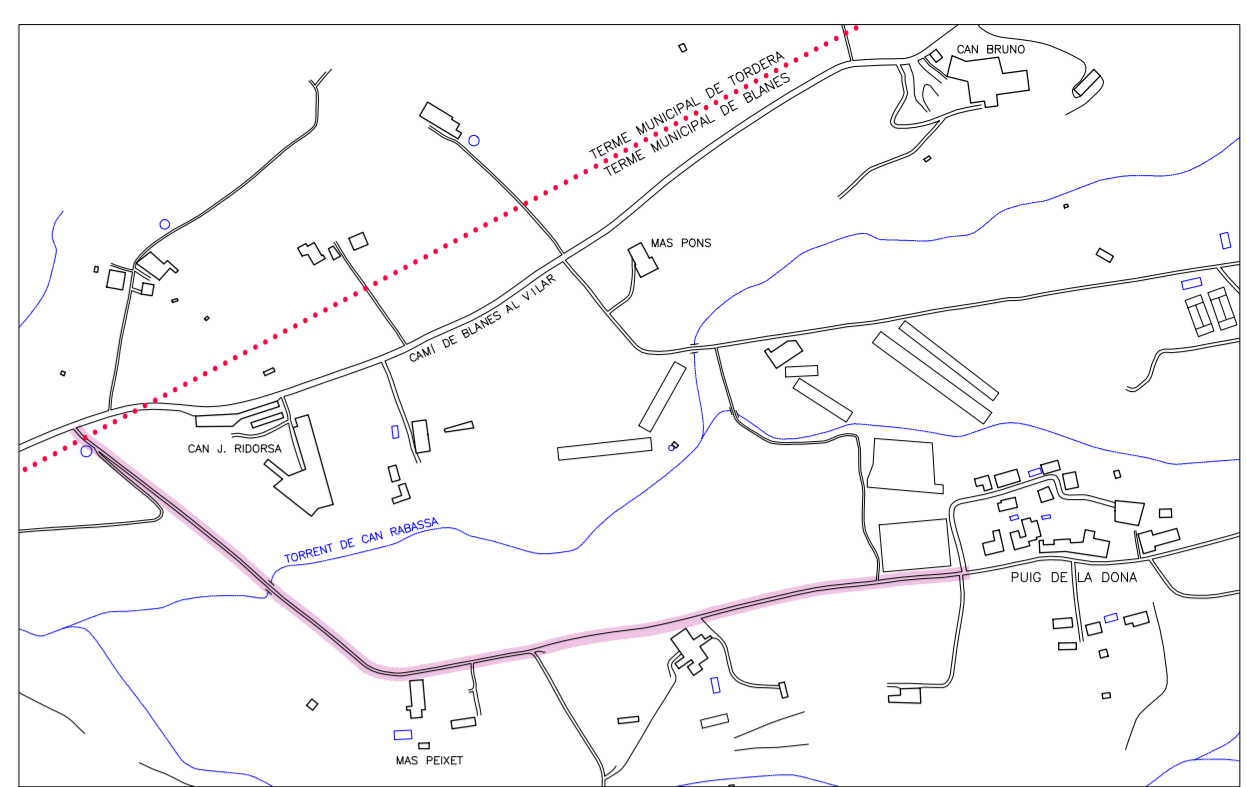 CAN BRUNO
TERME MUNICIPAL DE TORDERA
TERME MUNICIPAL DE BLANES
MAS PONS
CAMÍ DE BLANES AL VILAR
CAN J. RIDORSA
TORRENT DE CAN RABASSA
PUIG DE LA DONA
MAS PEIXET